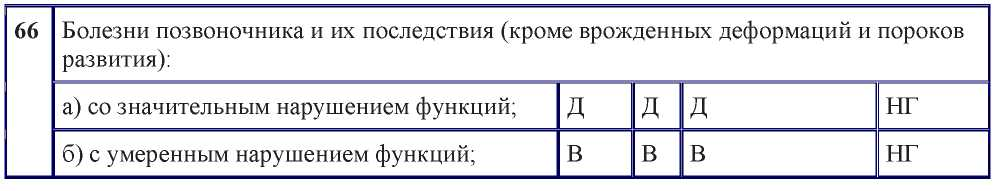 66 Болезни позвоночника и их последствия (кроме врожденных деформаций и пороков
развития):
а) со значительным нарушением функций; Д Д Д НГ
б) с умеренным нарушением функций; В В В НГ